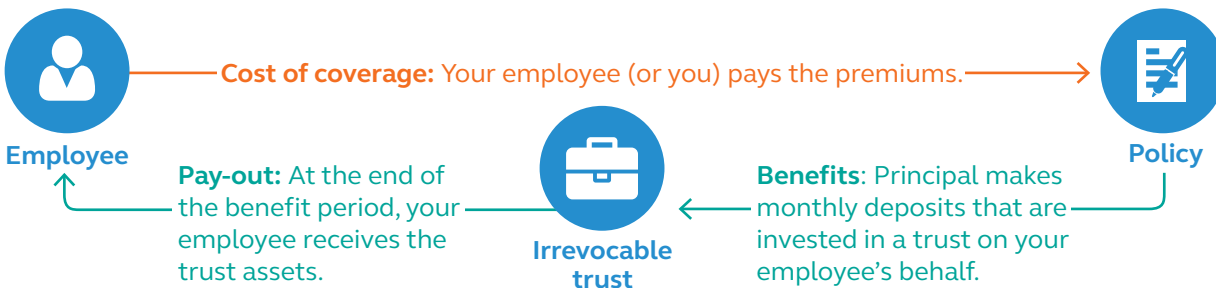 Cost of coverage: Your employee (or you) pays the premiums.
Employee
Policy
Pay-out: At the end of
the benefit period, your
employee receives the
trust assets.
Irrevocable
trust
Benefits: Principal makes
monthly deposits that are
invested in a trust on your
employee’s behalf.